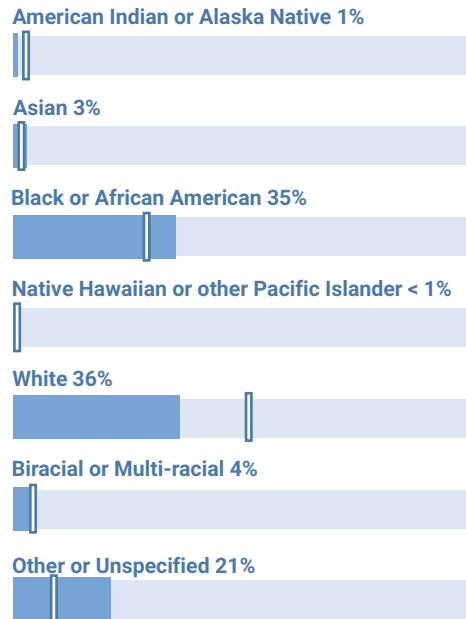 American Indian or Alaska Native 1%
Asian 3%
Black or African American 35%
Native Hawaiian or other Pacific Islander < 1%
White 36%
Biracial or Multi-racial 4%
Other or Unspecified 21%